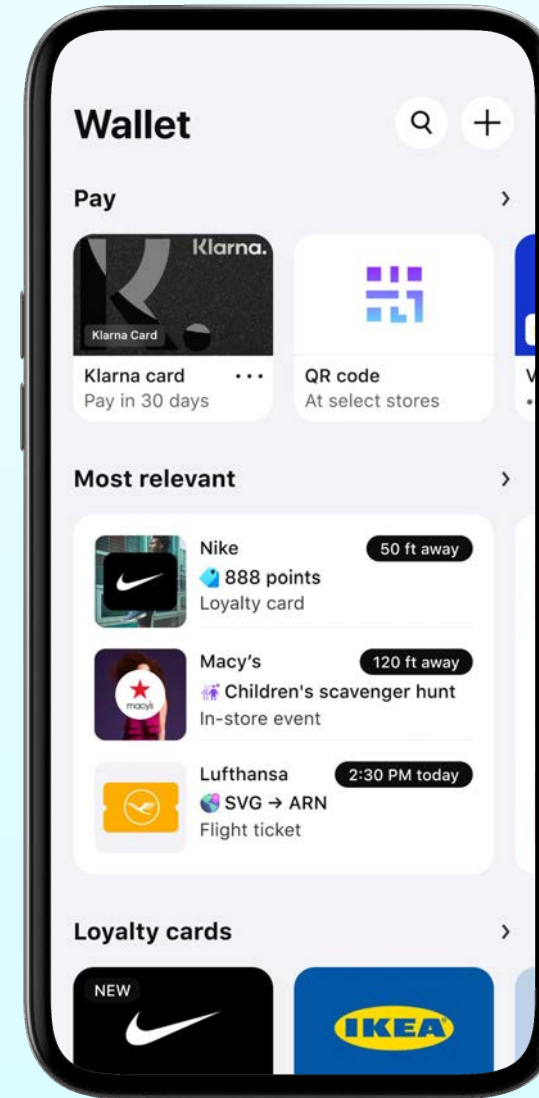 Wallet
Pay
Klarna.
Klarna Card
Klarna card
Pay in 30 days
QR code
At select stores
V
Most relevant
Nike
50 ft away
888 points
Loyalty card
macy's
Macy's
120 ft away
Children's scavenger hunt
In-store event
Lufthansa
2:30 PM today
SVG → ARN
Flight ticket
Loyalty cards
NEW
IKEA